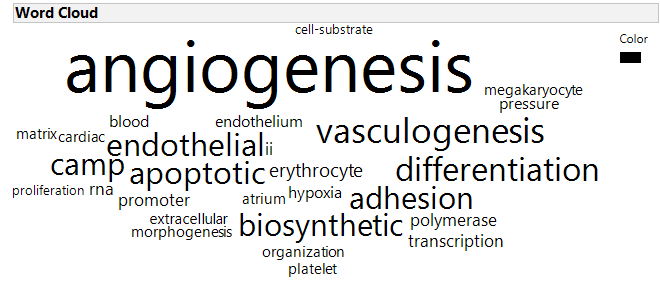 Word Cloud
cell-substrate
Color
angiogenesis
megakaryocyte
pressure
blood
endothelium
matrix
cardiac
endothelial
ii
vasculogenesis
camp
apoptotic
erythrocyte
differentiation
proliferation
rna
promoter
atrium
hypoxia
adhesion
extracellular
morphogenesis
biosynthetic
polymerase
transcription
organization
platelet